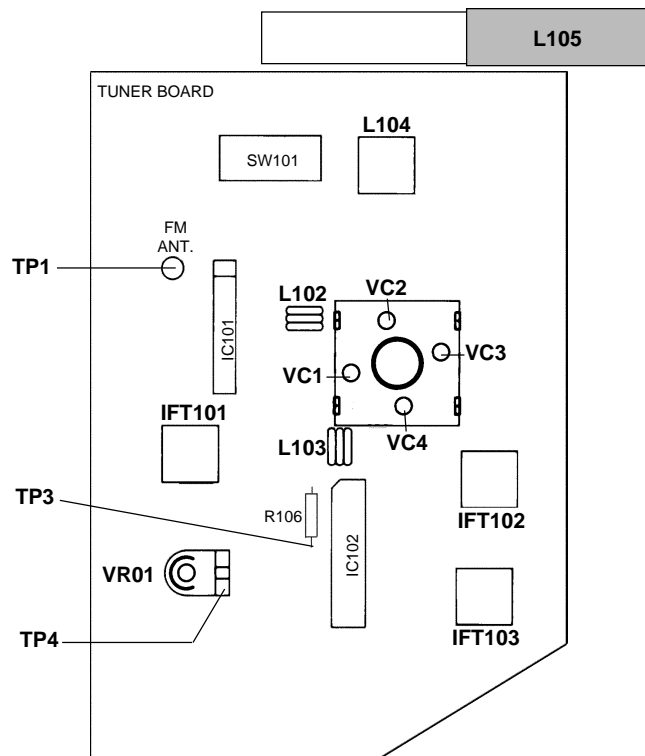 L105
TUNER BOARD
L104
SW101
FM
ANT.
TP1
L102
VC2
IC101
VC3
VC1
IFT101
VC4
L103
TP3
R106
IC102
IFT102
VR01
IFT103
TP4